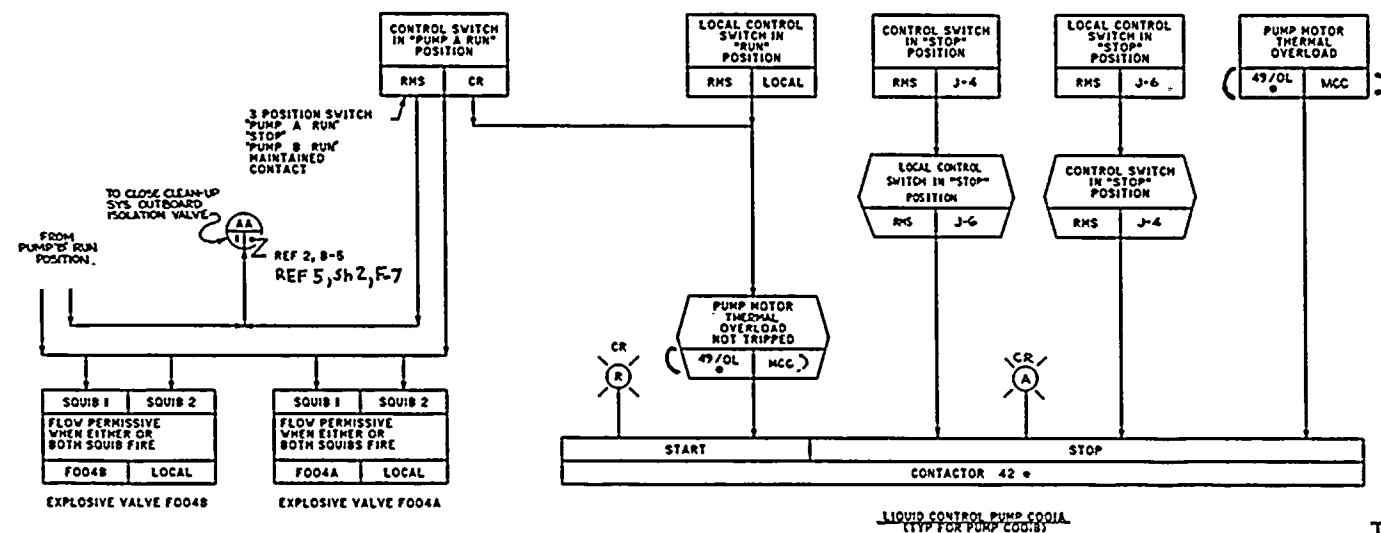 CONTROL SWITCH
IN "PUMP A RUN"
POSITION
RMS CR
LOCAL CONTROL
SWITCH IN
"RUN"
POSITION
RMS LOCAL
CONTROL SWITCH
IN "STOP"
POSITION
RMS J-4
LOCAL CONTROL
SWITCH IN
"STOP"
POSITION
RMS J-6
PUMP MOTOR
THERMAL
OVERLOAD
49/OL MCC
3 POSITION SWITCH
"PUMP A RUN"
"STOP"
"PUMP B RUN"
MAINTAINED
CONTACT
LOCAL CONTROL
SWITCH IN "STOP"
POSITION
RMS J-6
CONTROL SWITCH
IN "STOP"
POSITION
RMS J-4
TO CLOSE CLEAN-UP
SYS OUTBOARD
ISOLATION VALVE
AA
1
FROM
PUMP "B" RUN
POSITION.
REF 2, B-5
REF 5, Sh 2, F-7
PUMP MOTOR
THERMAL
OVERLOAD
NOT TRIPPED
49/OL MCC
CR
R
CR
A
SQUIB 1 SQUIB 2
FLOW PERMISSIVE
WHEN EITHER OR
BOTH SQUIB FIRE
F004B LOCAL
EXPLOSIVE VALVE F004B
SQUIB 1 SQUIB 2
FLOW PERMISSIVE
WHEN EITHER OR
BOTH SQUIBS FIRE
F004A LOCAL
EXPLOSIVE VALVE F004A
START STOP
CONTACTOR 42
LIQUID CONTROL PUMP C001A
(TYP FOR PUMP C001B)